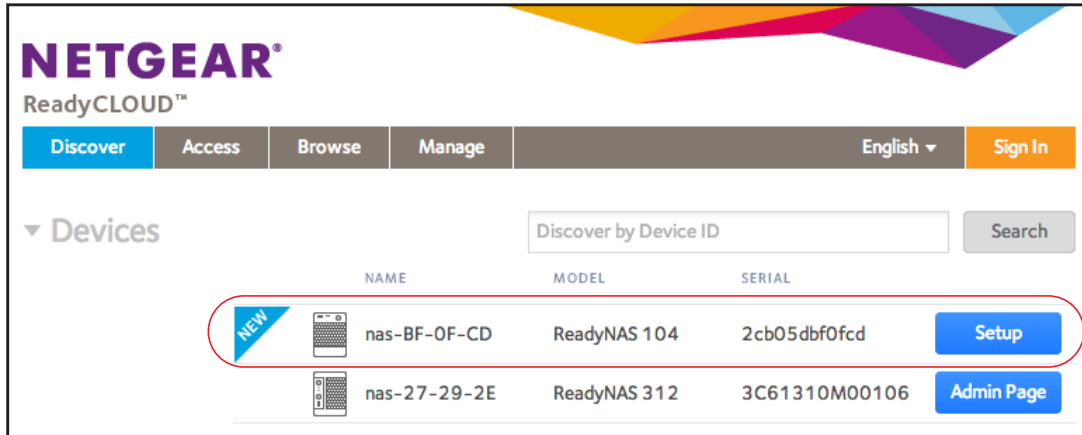 NETGEAR®
ReadyCLOUD™
Discover Access Browse Manage English Sign In
Devices Discover by Device ID Search
NAME MODEL SERIAL
NEW nas-BF-0F-CD ReadyNAS 104 2cb05dbf0fcd Setup
nas-27-29-2E ReadyNAS 312 3C61310M00106 Admin Page